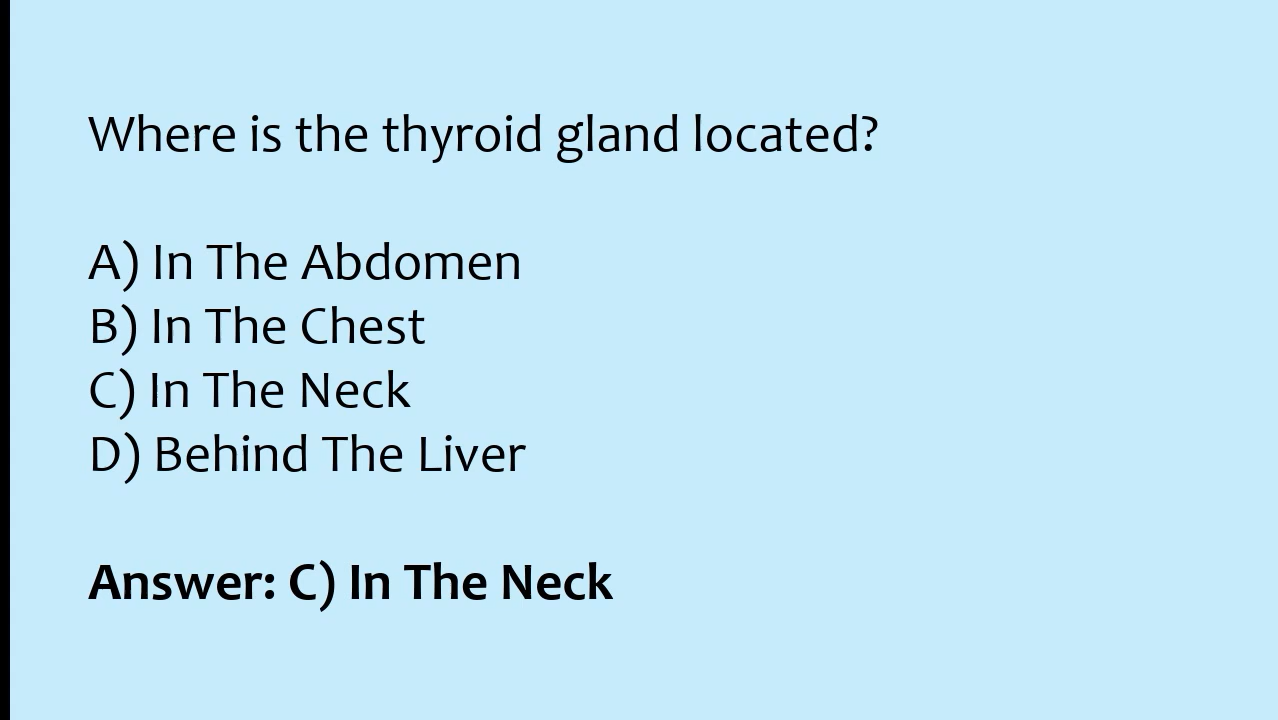 Where is the thyroid gland located?
A) In The Abdomen
B) In The Chest
C) In The Neck
D) Behind The Liver
Answer: C) In The Neck